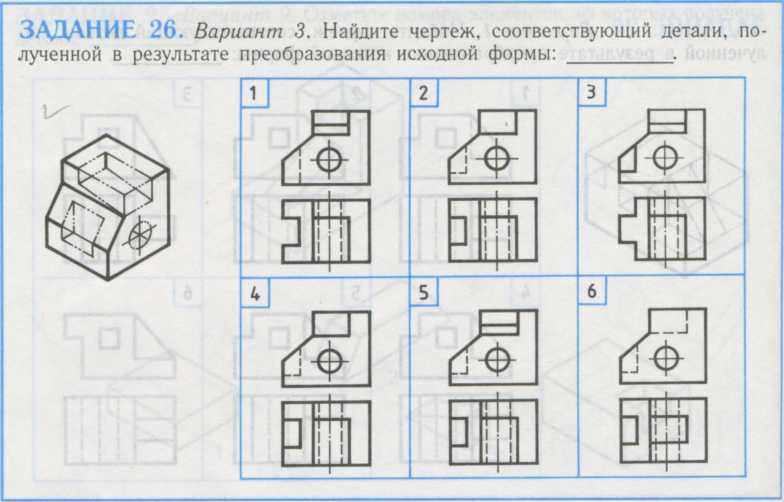 ЗАДАНИЕ 26. Вариант 3. Найдите чертеж, соответствующий детали, по-
лученной в результате преобразования исходной формы: ____________.
1 2 3
4 5 6